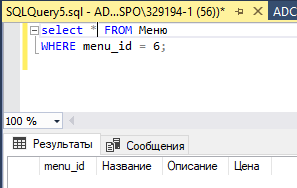 SQLQuery5.sql - AD...SPO\329194-1 (56))*
ADC
select * FROM Меню
WHERE menu_id = 6;
100 %
Результаты Сообщения
menu_id Название Описание Цена